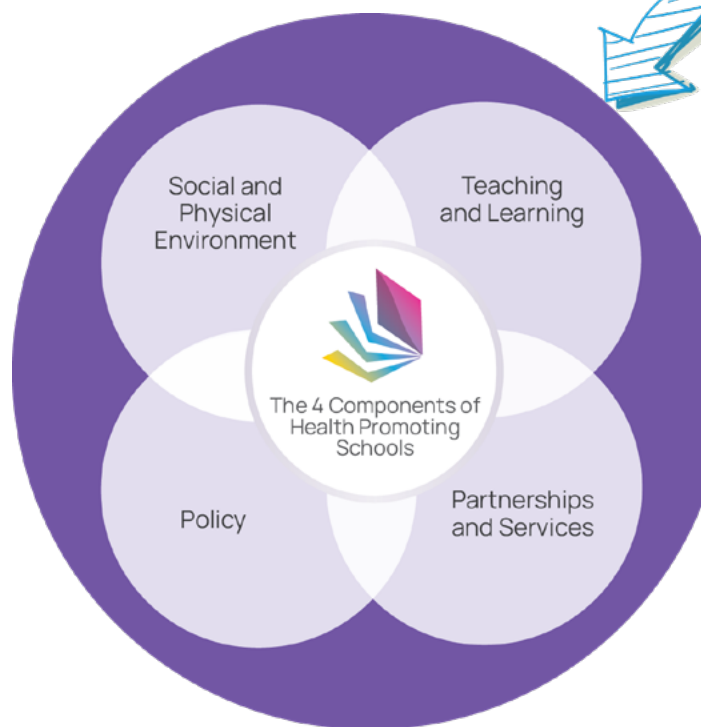 Social and
Physical
Environment
Teaching
and Learning
The 4 Components of
Health Promoting
Schools
Policy
Partnerships
and Services